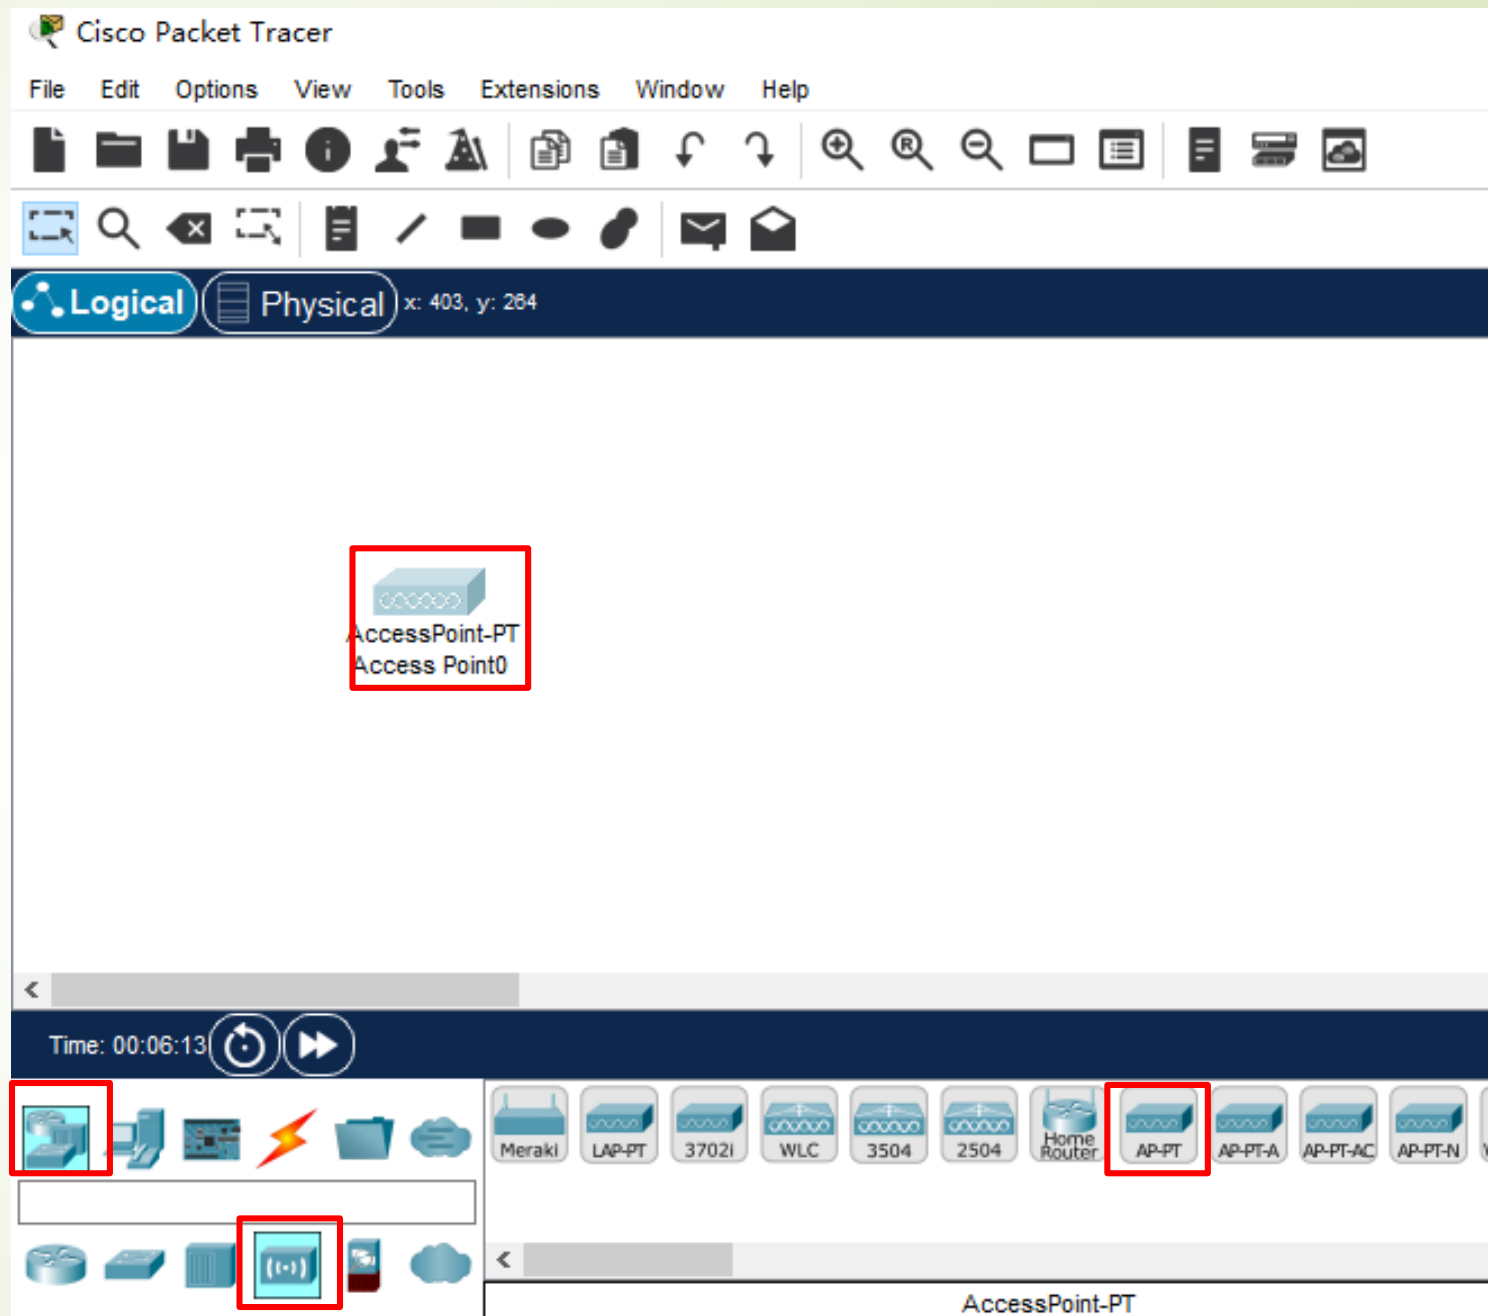 Cisco Packet Tracer
File Edit Options View Tools Extensions Window Help
Logical Physical x: 403, y: 264
AccessPoint-PT
Access Point0
Time: 00:06:13
Meraki LAP-PT 3702i WLC 3504 2504 Home Router AP-PT AP-PT-A AP-PT-AC AP-PT-N
AccessPoint-PT